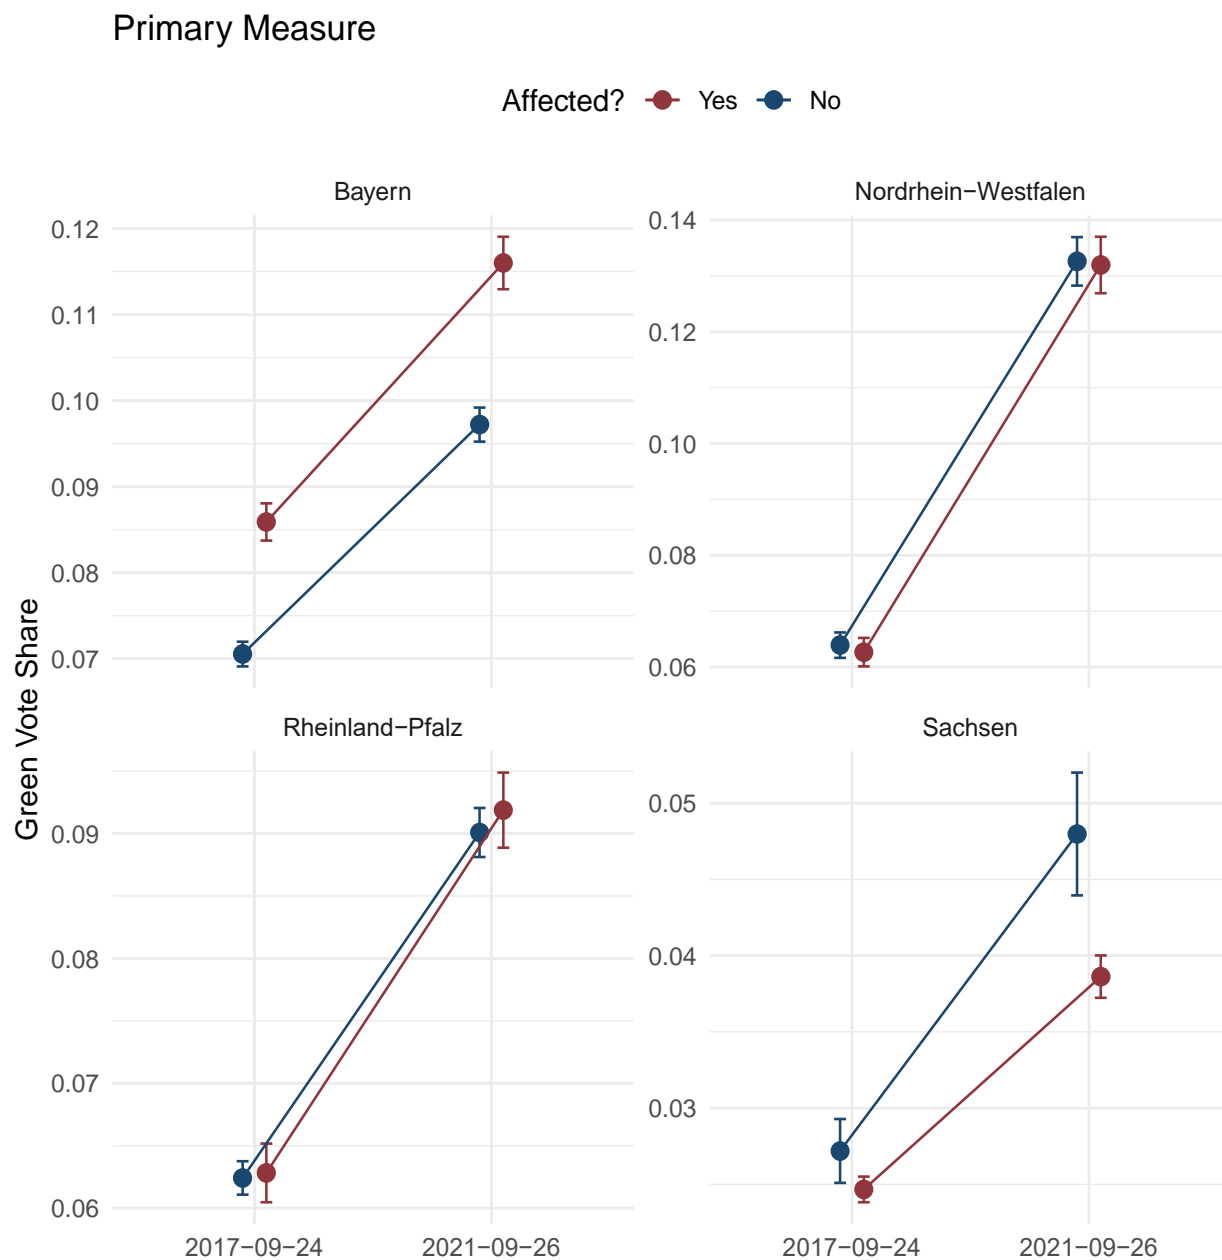 Primary Measure
Affected? Yes No
Bayern
Nordrhein−Westfalen
0.12
0.11
0.10
0.09
0.08
0.07
0.14
0.12
0.10
0.08
0.06
Green Vote Share
Rheinland−Pfalz
Sachsen
0.09
0.08
0.07
0.06
0.05
0.04
0.03
2017−09−24 2021−09−26
2017−09−24 2021−09−26